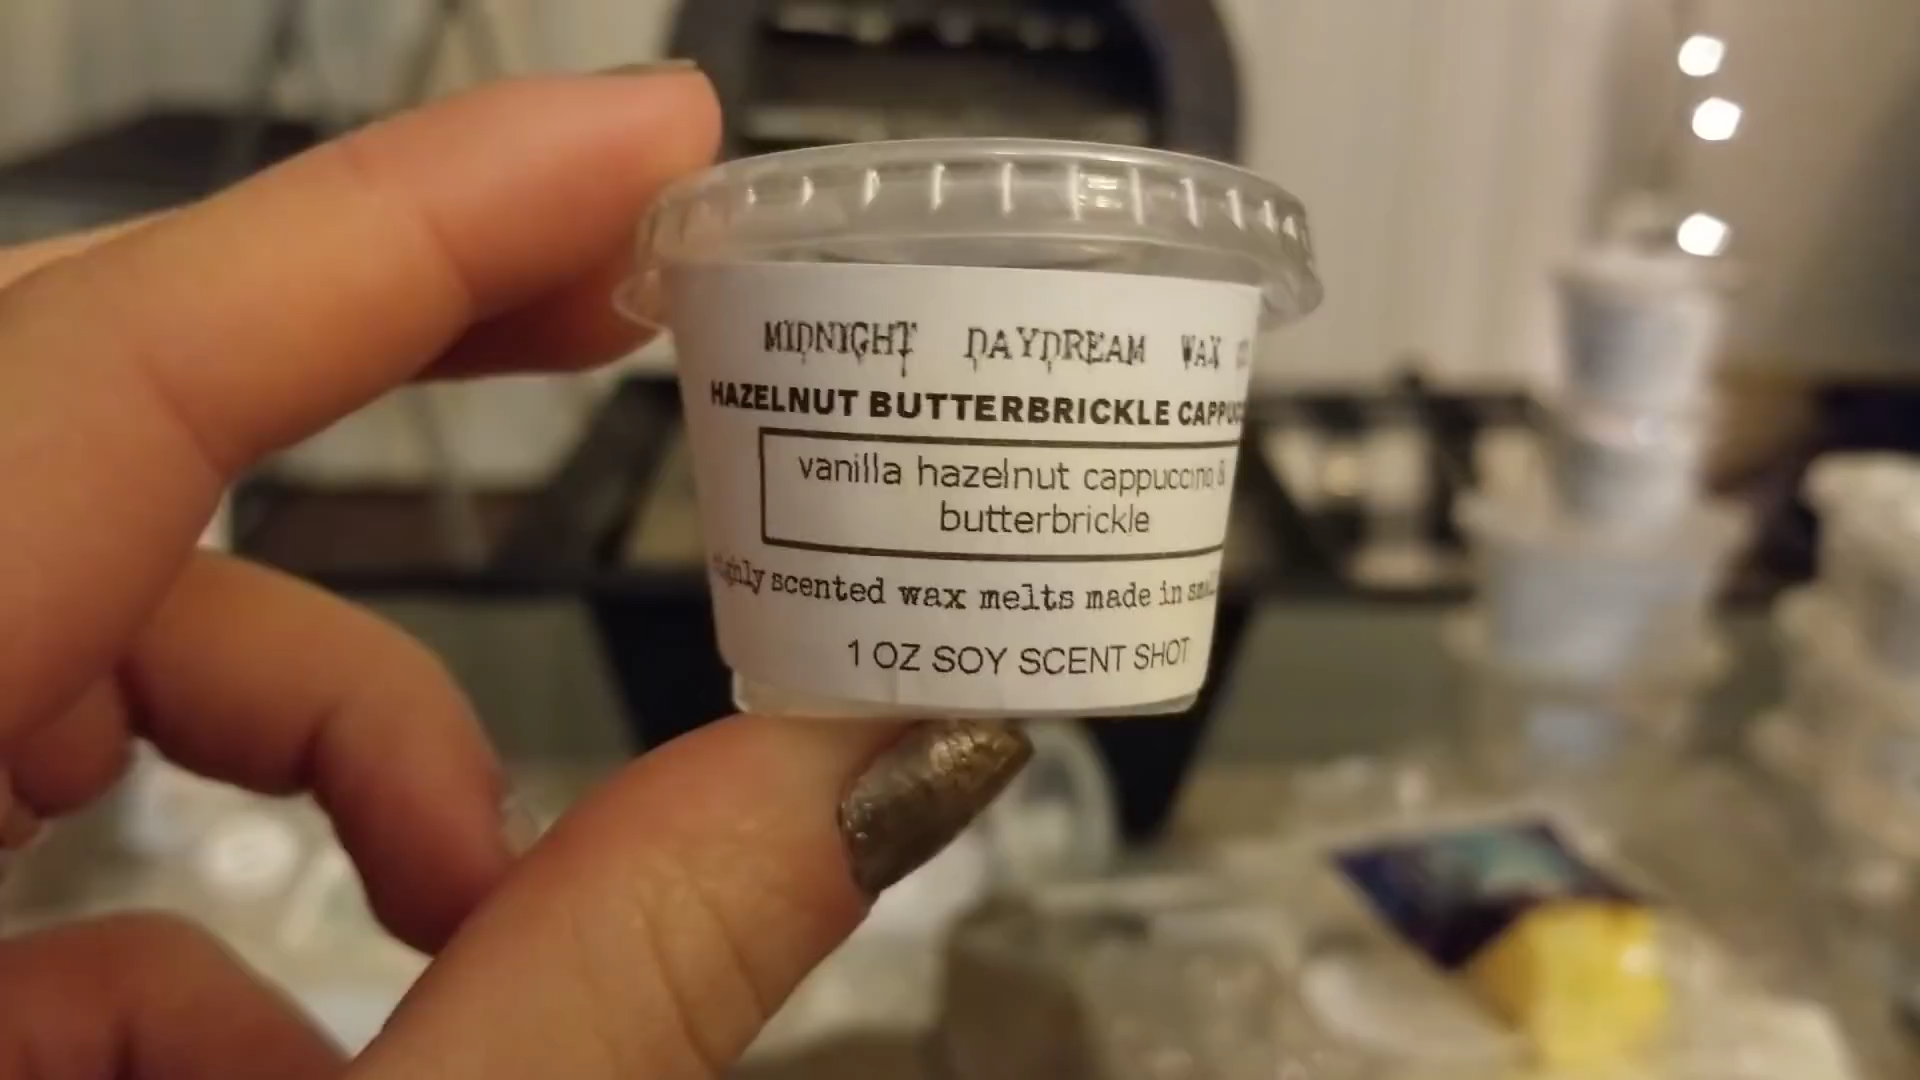 MIDNIGHT DAYDREAM WAX
HAZELNUT BUTTERBRICKLE CAPPUC
vanilla hazelnut cappuccino &
butterbrickle
scented wax melts made in
1 OZ SOY SCENT SHOT